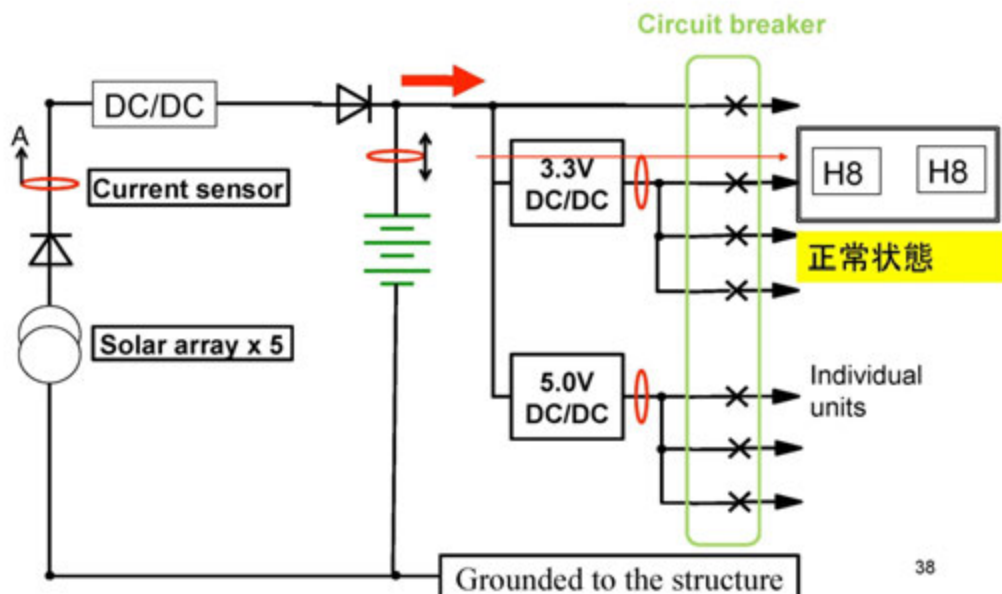 Circuit breaker
DC/DC
A
Current sensor
3.3V
DC/DC
H8
H8
正常状態
Solar array x 5
5.0V
DC/DC
Individual
units
Grounded to the structure
38